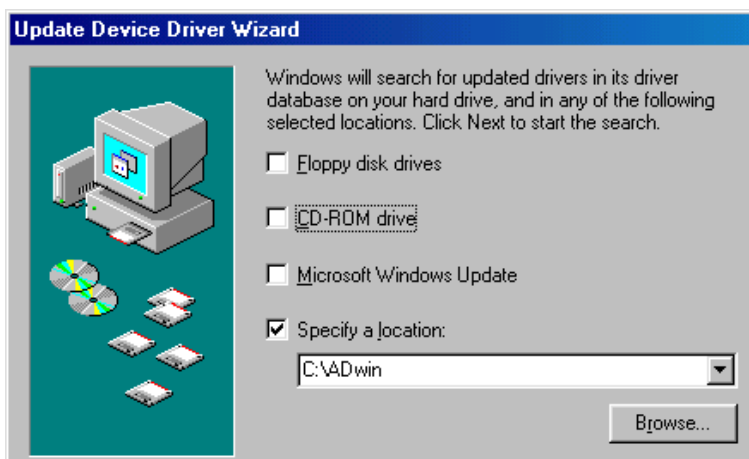 Update Device Driver Wizard
Windows will search for updated drivers in its driver
database on your hard drive, and in any of the following
selected locations. Click Next to start the search.
Floppy disk drives
CD-ROM drive
Microsoft Windows Update
Specify a location:
C:\ADwin
Browse...